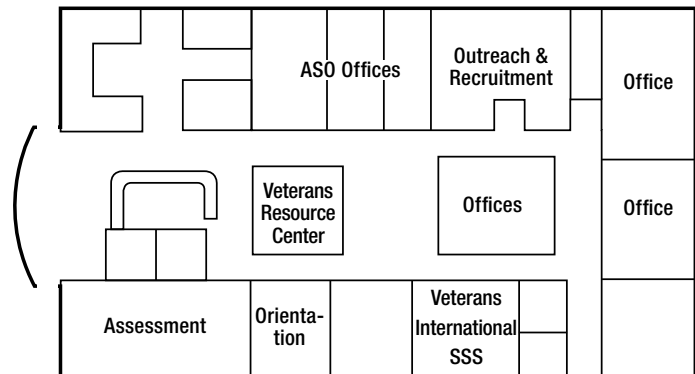 ASO Offices
Outreach &
Recruitment
Office
Veterans
Resource
Center
Offices
Office
Assessment
Orienta-
tion
Veterans
International
SSS